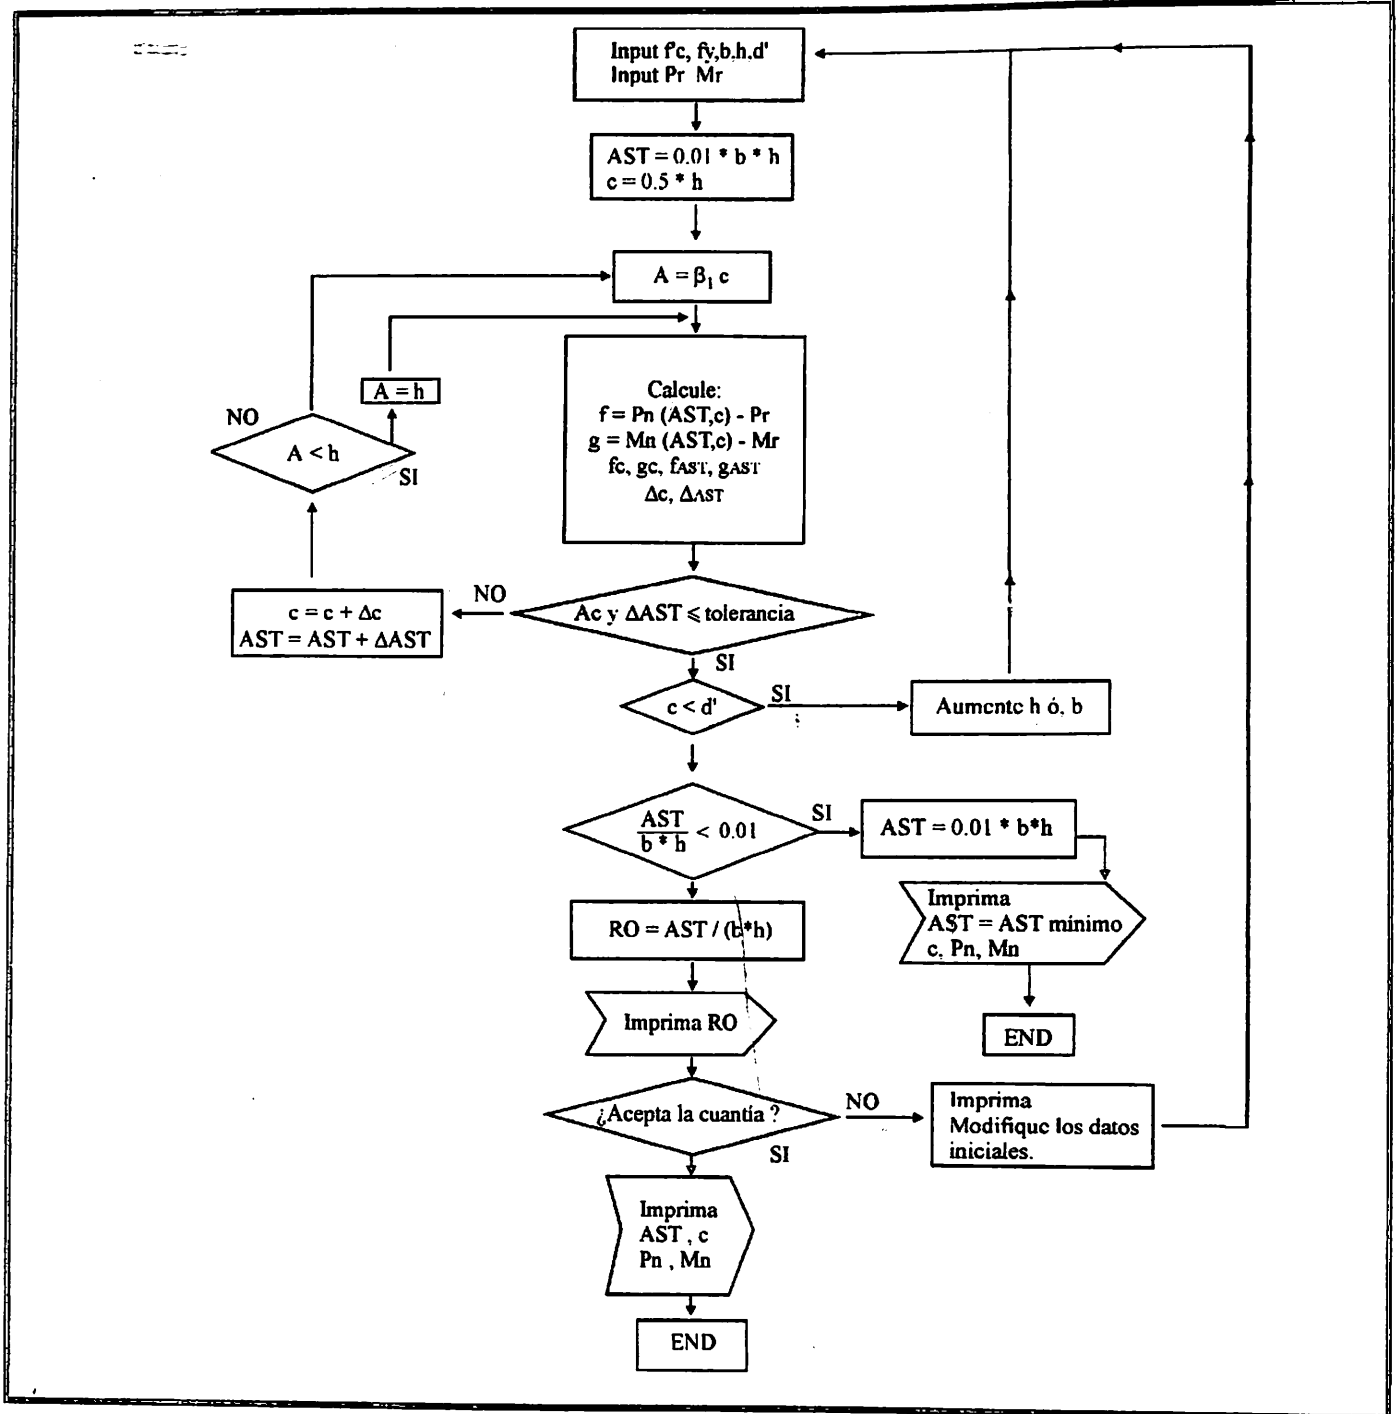 Input f'c, fy,b.h.d'
Input Pr Mr
AST = 0.01 * b * h
c = 0.5 * h
A = β₁ c
A = h
Calcule:
f = Pn (AST,c) - Pr
g = Mn (AST,c) - Mr
fc, gc, fAST, gAST
Δc, ΔAST
NO
A < h
SI
NO
Ac y ΔAST ⩽ tolerancia
c = c + Δc
AST = AST + ΔAST
SI
c < d'
SI
Aumente h ó, b
AST
b * h
< 0.01
SI
AST = 0.01 * b*h
Imprima
AST = AST mínimo
c, Pn, Mn
RO = AST / (b*h)
Imprima RO
END
¿Acepta la cuantía ?
NO
Imprima
Modifique los datos
iniciales.
SI
Imprima
AST , c
Pn , Mn
END